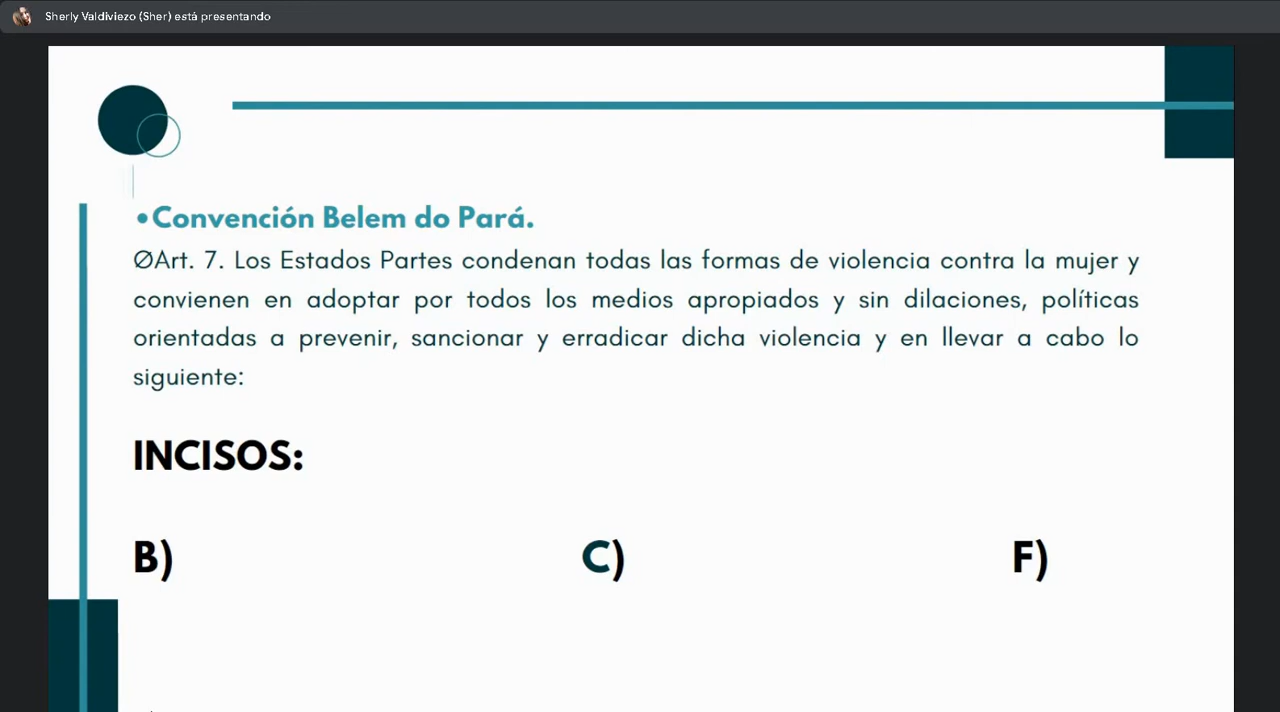 Sherly Valdiviezo (Sher) está presentando
•Convención Belem do Pará.
ØArt. 7. Los Estados Partes condenan todas las formas de violencia contra la mujer y
convienen en adoptar por todos los medios apropiados y sin dilaciones, políticas
orientadas a prevenir, sancionar y erradicar dicha violencia y en llevar a cabo lo
siguiente:
INCISOS:
B) C) F)